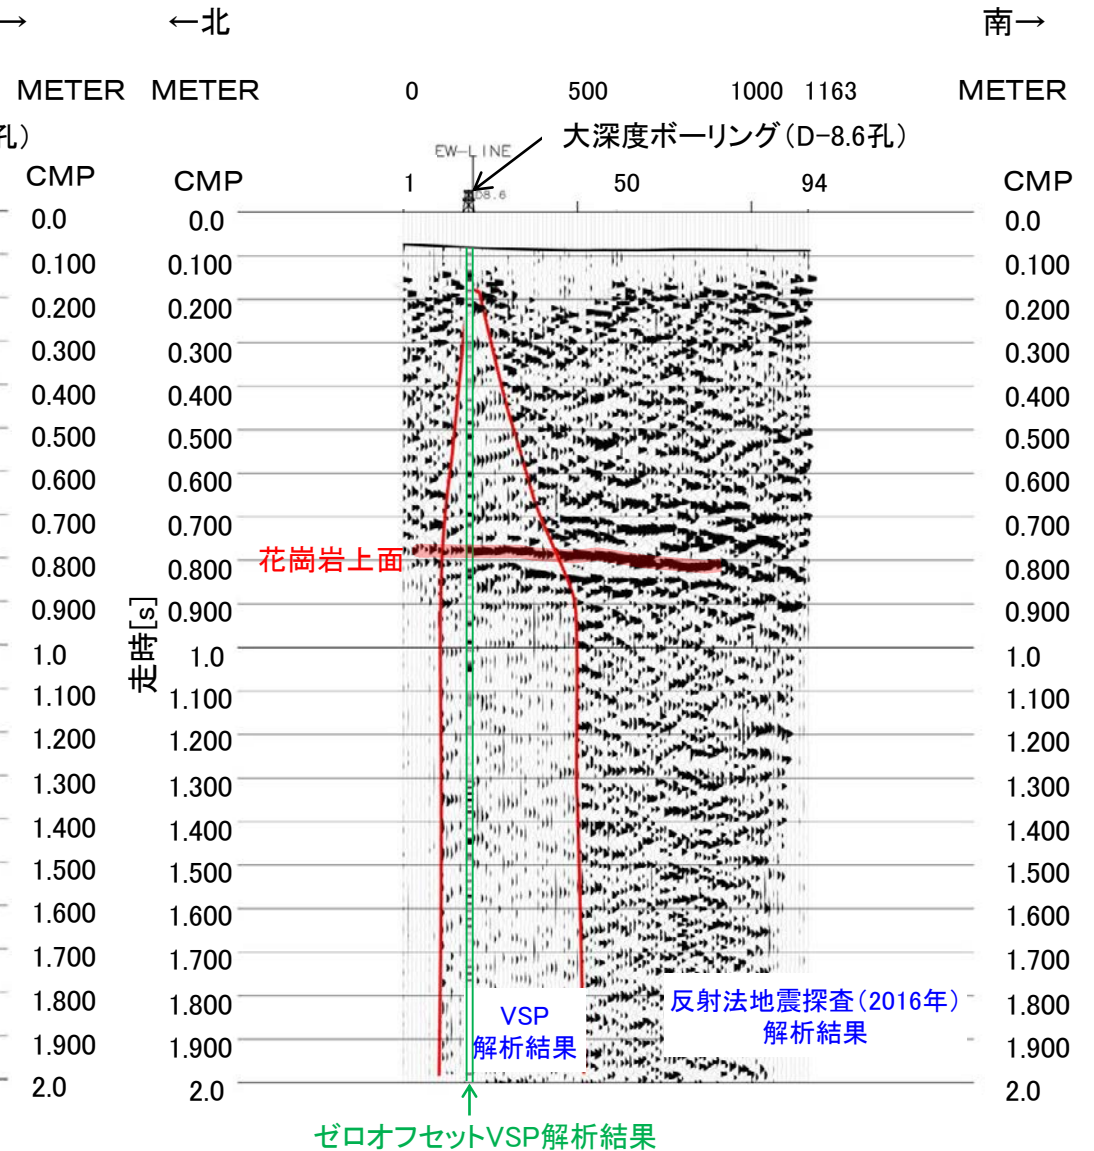 → ←北 南→
METER METER 0 500 1000 1163 METER
孔） 大深度ボーリング（D-8.6孔）
EW-LINE
CMP CMP 1 50 94 CMP
D8.6
0.0 0.0 0.0
0.100 0.100 0.100
0.200 0.200 0.200
0.300 0.300 0.300
0.400 0.400 0.400
0.500 0.500 0.500
0.600 0.600 0.600
0.700 0.700 0.700
花崗岩上面
0.800 0.800 0.800
0.900 0.900 0.900
走時[s]
1.0 1.0 1.0
1.100 1.100 1.100
1.200 1.200 1.200
1.300 1.300 1.300
1.400 1.400 1.400
1.500 1.500 1.500
1.600 1.600 1.600
1.700 1.700 1.700
1.800 1.800 1.800
1.900 1.900 1.900
2.0 2.0 2.0
VSP
解析結果
反射法地震探査（2016年）
解析結果
ゼロオフセットVSP解析結果